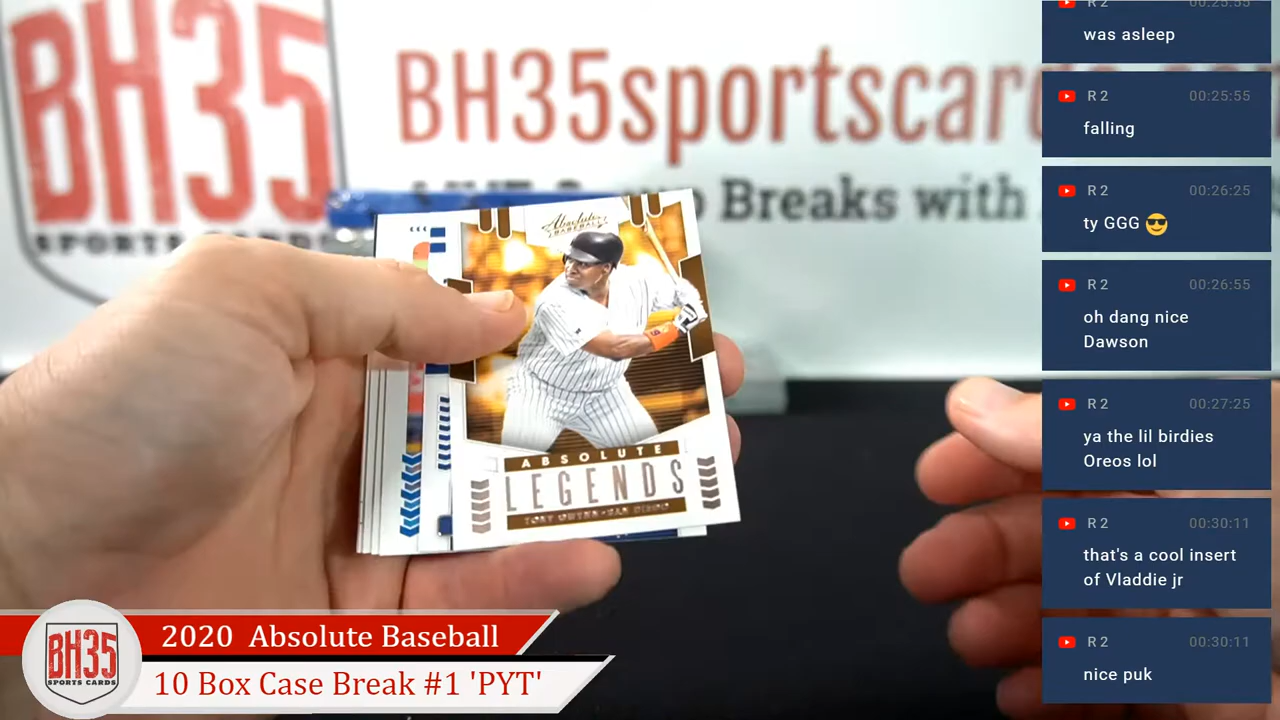 BH35
SPORTS CARDS
BH35sportscar
Breaks with
Absolute
BASEBALL
ABSOLUTE
LEGENDS
TONY GWYNN • SAN DIEGO
2020 Absolute Baseball
10 Box Case Break #1 'PYT'
BH35
SPORTS CARDS
R 2 00:25:55
was asleep
R 2 00:25:55
falling
R 2 00:26:25
ty GGG 😎
R 2 00:26:55
oh dang nice
Dawson
R 2 00:27:25
ya the lil birdies
Oreos lol
R 2 00:30:11
that's a cool insert
of Vladdie jr
R 2 00:30:11
nice puk